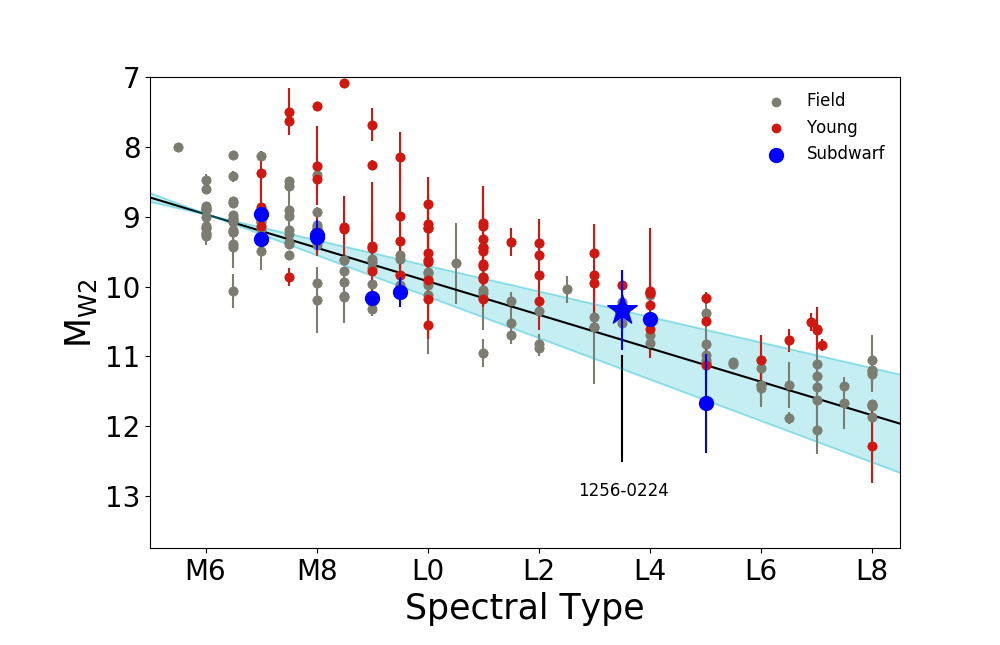 7
8
9
10
11
12
13
M_W2
Field
Young
Subdwarf
1256-0224
M6 M8 L0 L2 L4 L6 L8
Spectral Type